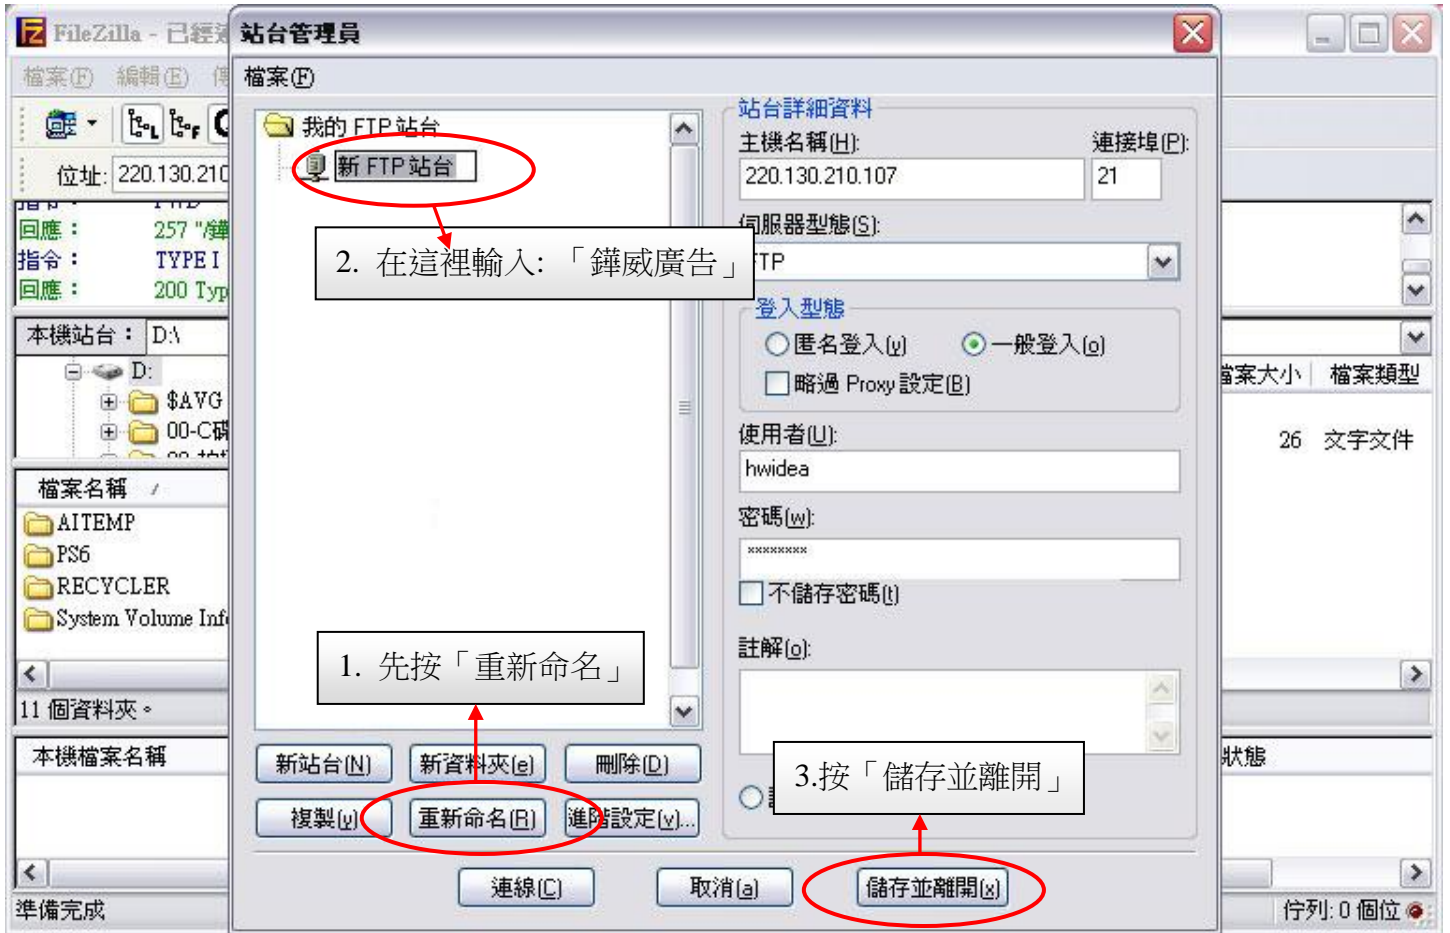 FileZilla - 已經
站台管理員
檔案(F) 編輯(E)
檔案(F)
位址: 220.130.210
257 "/鏵
指令： TYPE I
回應： 200 Typ
回應：
本機站台： D:\
D:
$AVG
00-C碟
檔案名稱 /
AITEMP
PS6
RECYCLER
System Volume Inf
11 個資料夾。
本機檔案名稱
準備完成
我的 FTP 站台
新 FTP 站台
2. 在這裡輸入: 「鏵威廣告」
1. 先按「重新命名」
新站台(N) 新資料夾(e) 刪除(D)
複製(y) 重新命名(R) 進階設定(v)...
站台詳細資料
主機名稱(H): 連接埠(P):
220.130.210.107 21
伺服器型態(S):
FTP
登入型態
匿名登入(y) 一般登入(o)
略過 Proxy 設定(B)
使用者(U):
hwidea
密碼(w):
********
不儲存密碼(t)
註解(o):
3.按「儲存並離開」
連線(C) 取消(a) 儲存並離開(x)
檔案大小 檔案類型
26 文字文件
狀態
佇列: 0 個位